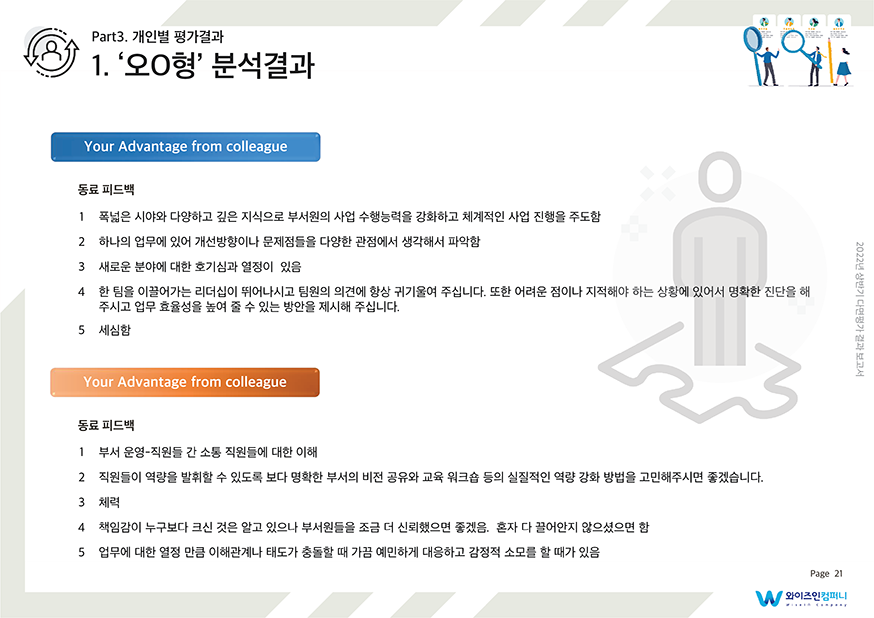 Part3. 개인별 평가결과
1. ‘오O형’ 분석결과
Your Advantage from colleague
동료 피드백
1 폭넓은 시야와 다양하고 깊은 지식으로 부서원의 사업 수행능력을 강화하고 체계적인 사업 진행을 주도함
2 하나의 업무에 있어 개선방향이나 문제점들을 다양한 관점에서 생각해서 파악함
3 새로운 분야에 대한 호기심과 열정이 있음
4 한 팀을 이끌어가는 리더십이 뛰어나시고 팀원의 의견에 항상 귀기울여 주십니다. 또한 어려운 점이나 지적해야 하는 상황에 있어서 명확한 진단을 해
주시고 업무 효율성을 높여 줄 수 있는 방안을 제시해 주십니다.
5 세심함
Your Advantage from colleague
동료 피드백
1 부서 운영-직원들 간 소통 직원들에 대한 이해
2 직원들이 역량을 발휘할 수 있도록 보다 명확한 부서의 비전 공유와 교육 워크숍 등의 실질적인 역량 강화 방법을 고민해주시면 좋겠습니다.
3 체력
4 책임감이 누구보다 크신 것은 알고 있으나 부서원들을 조금 더 신뢰했으면 좋겠음. 혼자 다 끌어안지 않으셨으면 함
5 업무에 대한 열정 만큼 이해관계나 태도가 충돌할 때 가끔 예민하게 대응하고 감정적 소모를 할 때가 있음
2022년 상반기 다면평가 결과 보고서
Page 21
와이즈인컴퍼니
WiseIn Company